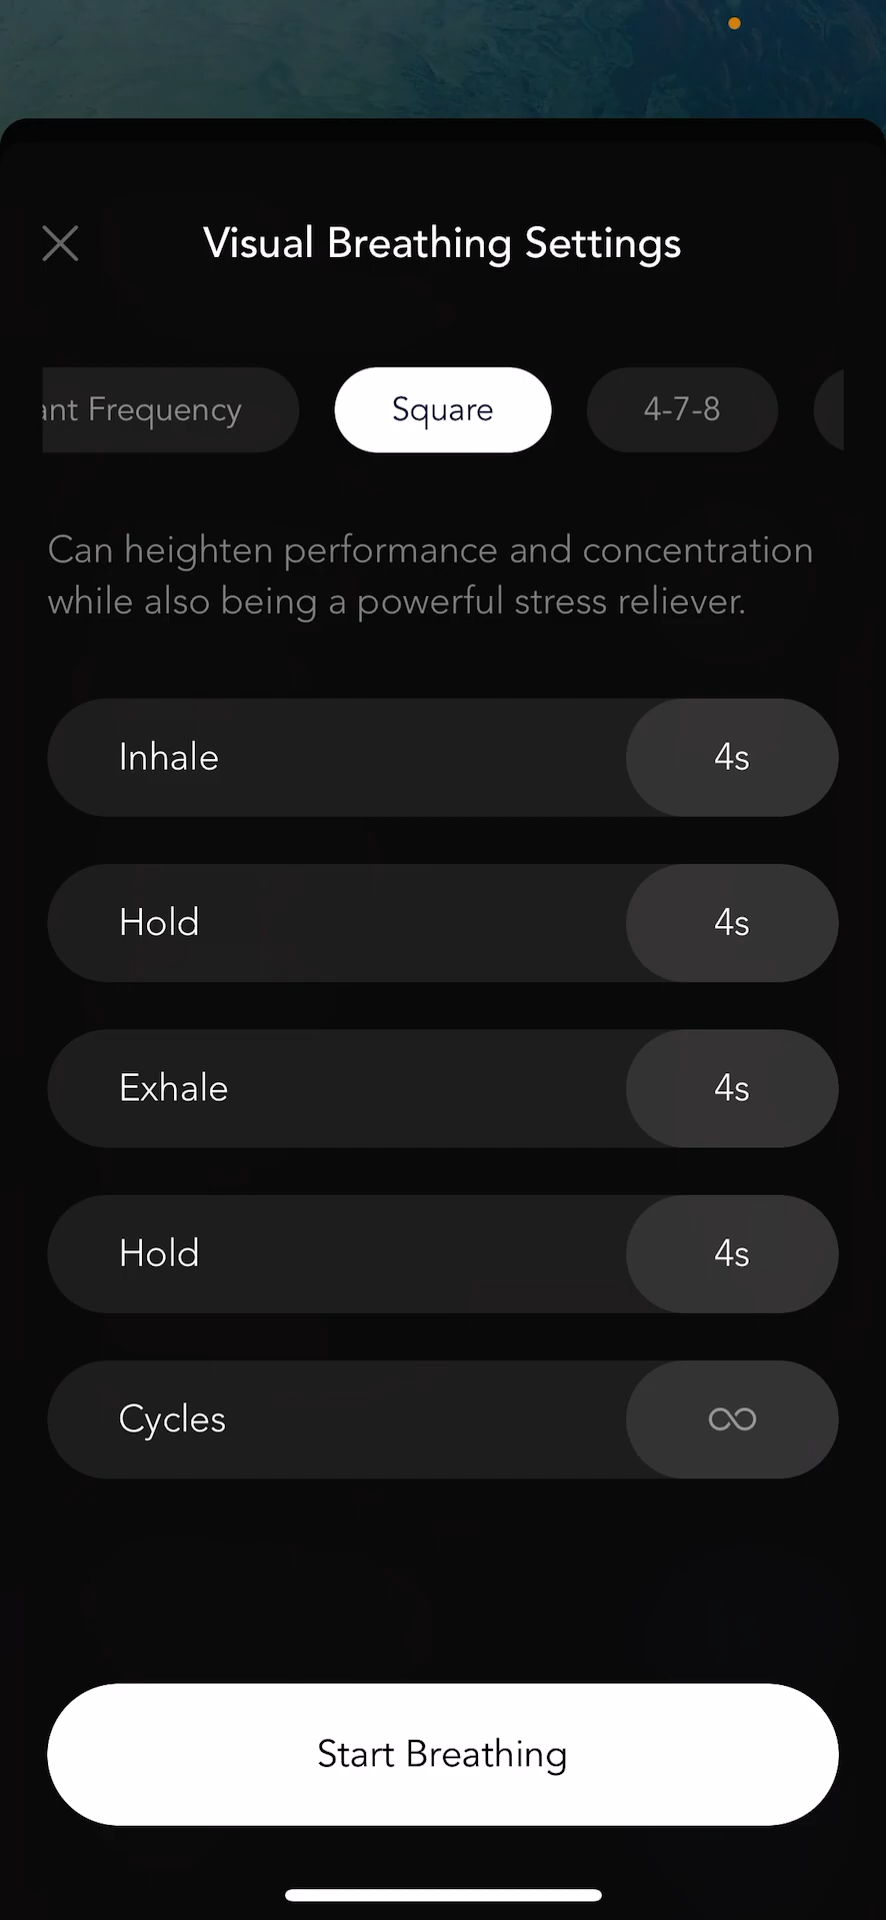 Visual Breathing Settings
ant Frequency
Square
4-7-8
Can heighten performance and concentration
while also being a powerful stress reliever.
Inhale
4s
Hold
4s
Exhale
4s
Hold
4s
Cycles
∞
Start Breathing